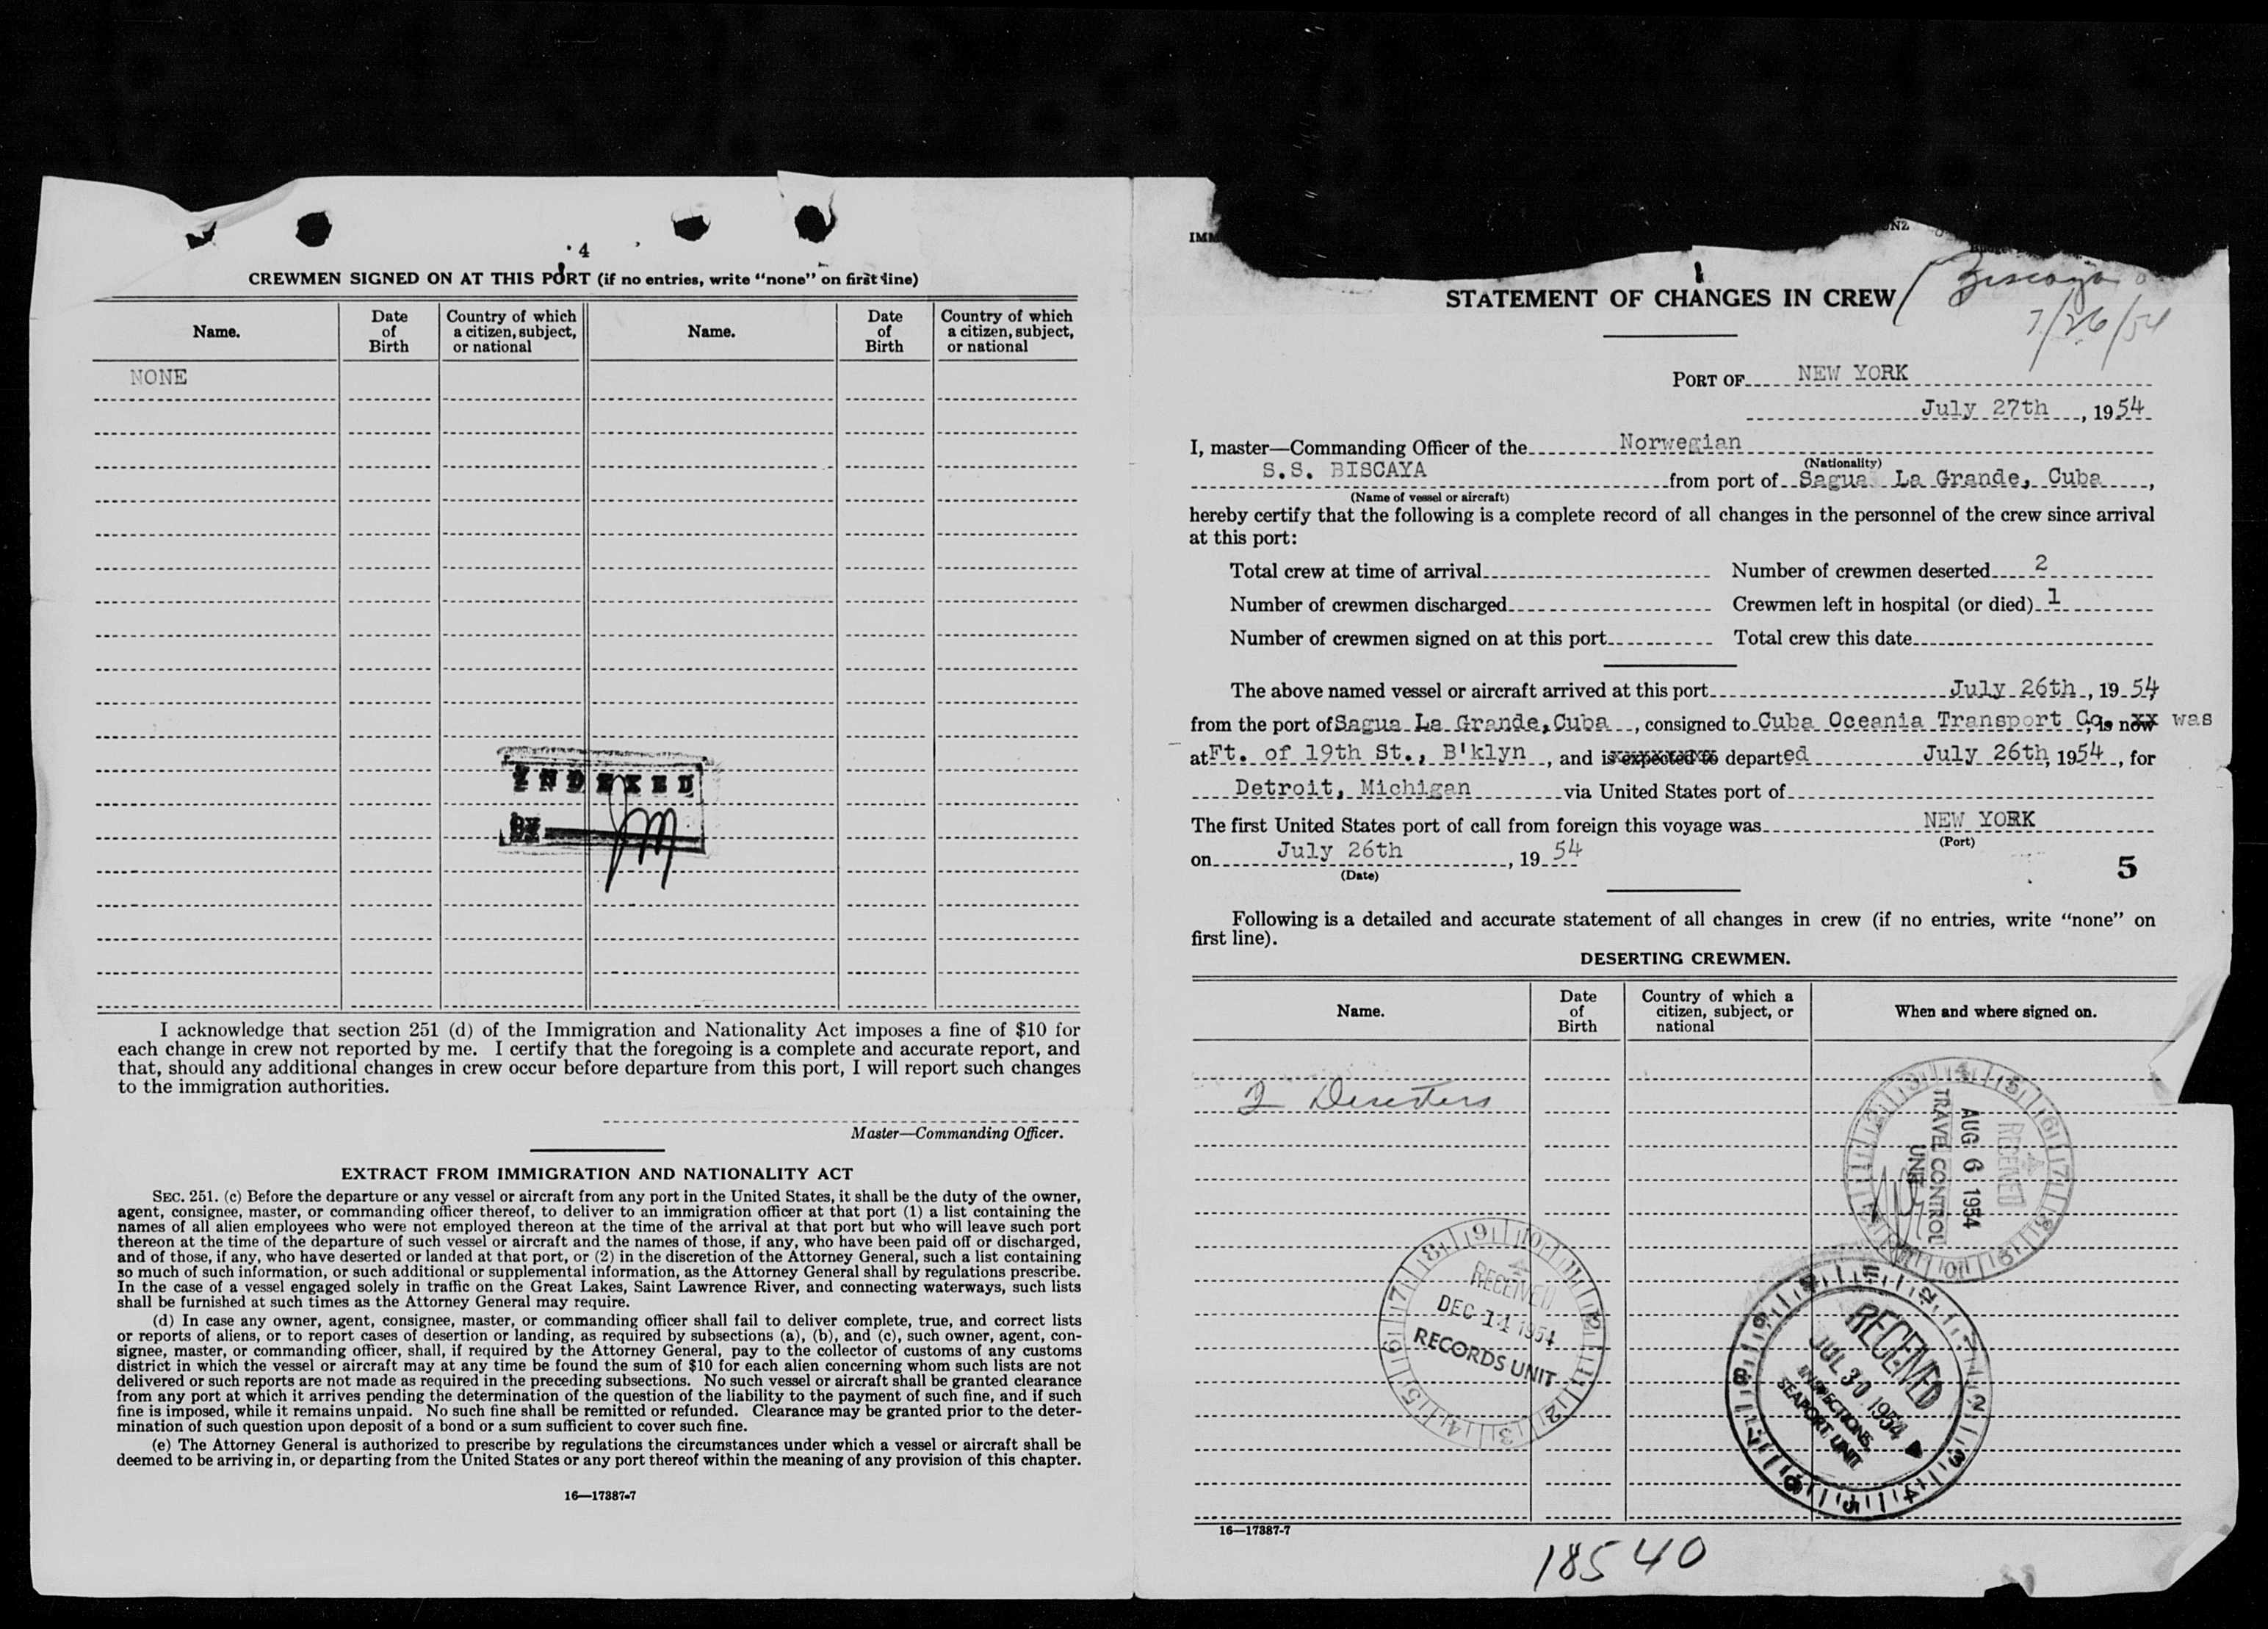 4
CREWMEN SIGNED ON AT THIS PORT (if no entries, write "none" on first line)
Name. Date of Birth Country of which a citizen, subject, or national Name. Date of Birth Country of which a citizen, subject, or national
NONE
INDEXED
BY
I acknowledge that section 251 (d) of the Immigration and Nationality Act imposes a fine of $10 for
each change in crew not reported by me. I certify that the foregoing is a complete and accurate report, and
that, should any additional changes in crew occur before departure from this port, I will report such changes
to the immigration authorities.
Master—Commanding Officer.
EXTRACT FROM IMMIGRATION AND NATIONALITY ACT
SEC. 251. (c) Before the departure or any vessel or aircraft from any port in the United States, it shall be the duty of the owner,
agent, consignee, master, or commanding officer thereof, to deliver to an immigration officer at that port (1) a list containing the
names of all alien employees who were not employed thereon at the time of the arrival at that port but who will leave such port
thereon at the time of the departure of such vessel or aircraft and the names of those, if any, who have been paid off or discharged,
and of those, if any, who have deserted or landed at that port, or (2) in the discretion of the Attorney General, such a list containing
so much of such information, or such additional or supplemental information, as the Attorney General shall by regulations prescribe.
In the case of a vessel engaged solely in traffic on the Great Lakes, Saint Lawrence River, and connecting waterways, such lists
shall be furnished at such times as the Attorney General may require.
(d) In case any owner, agent, consignee, master, or commanding officer shall fail to deliver complete, true, and correct lists
or reports of aliens, or to report cases of desertion or landing, as required by subsections (a), (b), and (c), such owner, agent, con-
signee, master, or commanding officer, shall, if required by the Attorney General, pay to the collector of customs of any customs
district in which the vessel or aircraft may at any time be found the sum of $10 for each alien concerning whom such lists are not
delivered or such reports are not made as required in the preceding subsections. No such vessel or aircraft shall be granted clearance
from any port at which it arrives pending the determination of the question of the liability to the payment of such fine, and if such
fine is imposed, while it remains unpaid. No such fine shall be remitted or refunded. Clearance may be granted prior to the deter-
mination of such question upon deposit of a bond or a sum sufficient to cover such fine.
(e) The Attorney General is authorized to prescribe by regulations the circumstances under which a vessel or aircraft shall be
deemed to be arriving in, or departing from the United States or any port thereof within the meaning of any provision of this chapter.
16—17387-7
IMM
STATEMENT OF CHANGES IN CREW
Biscaya
7/26/54
PORT OF NEW YORK
July 27th, 1954
I, master—Commanding Officer of the Norwegian
(Nationality)
S.S. BISCAYA from port of Sagua La Grande, Cuba,
(Name of vessel or aircraft)
hereby certify that the following is a complete record of all changes in the personnel of the crew since arrival
at this port:
Total crew at time of arrival Number of crewmen deserted 2
Number of crewmen discharged Crewmen left in hospital (or died) 1
Number of crewmen signed on at this port Total crew this date
The above named vessel or aircraft arrived at this port July 26th, 1954
from the port of Sagua La Grande, Cuba, consigned to Cuba Oceania Transport Co, is now was
at Ft. of 19th St., B'klyn, and is expected to departed July 26th, 1954, for
Detroit, Michigan via United States port of
The first United States port of call from foreign this voyage was NEW YORK
(Port)
on July 26th, 1954
(Date)
5
Following is a detailed and accurate statement of all changes in crew (if no entries, write "none" on
first line).
DESERTING CREWMEN.
Name. Date of Birth Country of which a citizen, subject, or national When and where signed on.
2 Deserters
RECEIVED
AUG 6 1954
TRAVEL CONTROL
UNIT
RECEIVED
DEC 14 1954
RECORDS UNIT
RECEIVED
JUL 30 1954
INSPECTIONS,
SEAPORT UNIT
16—17387-7
18540